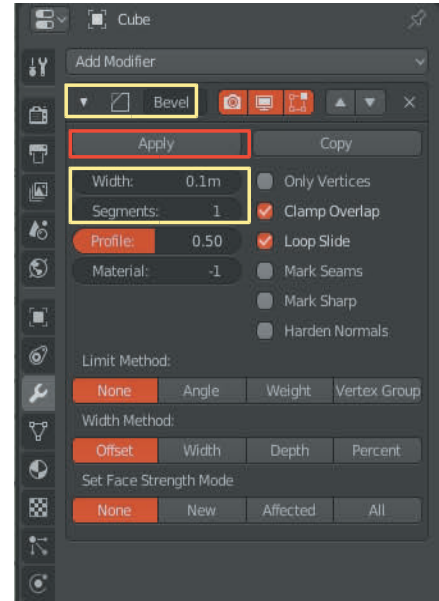 Cube
Add Modifier
Bevel
Apply Copy
Width: 0.1m Only Vertices
Segments: 1 Clamp Overlap
Profile: 0.50 Loop Slide
Material: -1 Mark Seams
Mark Sharp
Harden Normals
Limit Method:
None Angle Weight Vertex Group
Width Method:
Offset Width Depth Percent
Set Face Strength Mode
None New Affected All